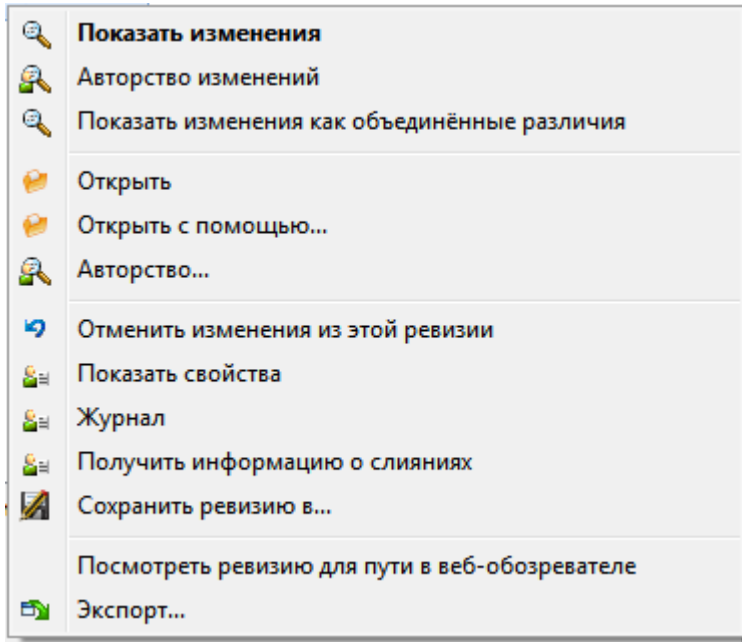 Показать изменения
Авторство изменений
Показать изменения как объединённые различия
Открыть
Открыть с помощью...
Авторство...
Отменить изменения из этой ревизии
Показать свойства
Журнал
Получить информацию о слияниях
Сохранить ревизию в...
Посмотреть ревизию для пути в веб-обозревателе
Экспорт...